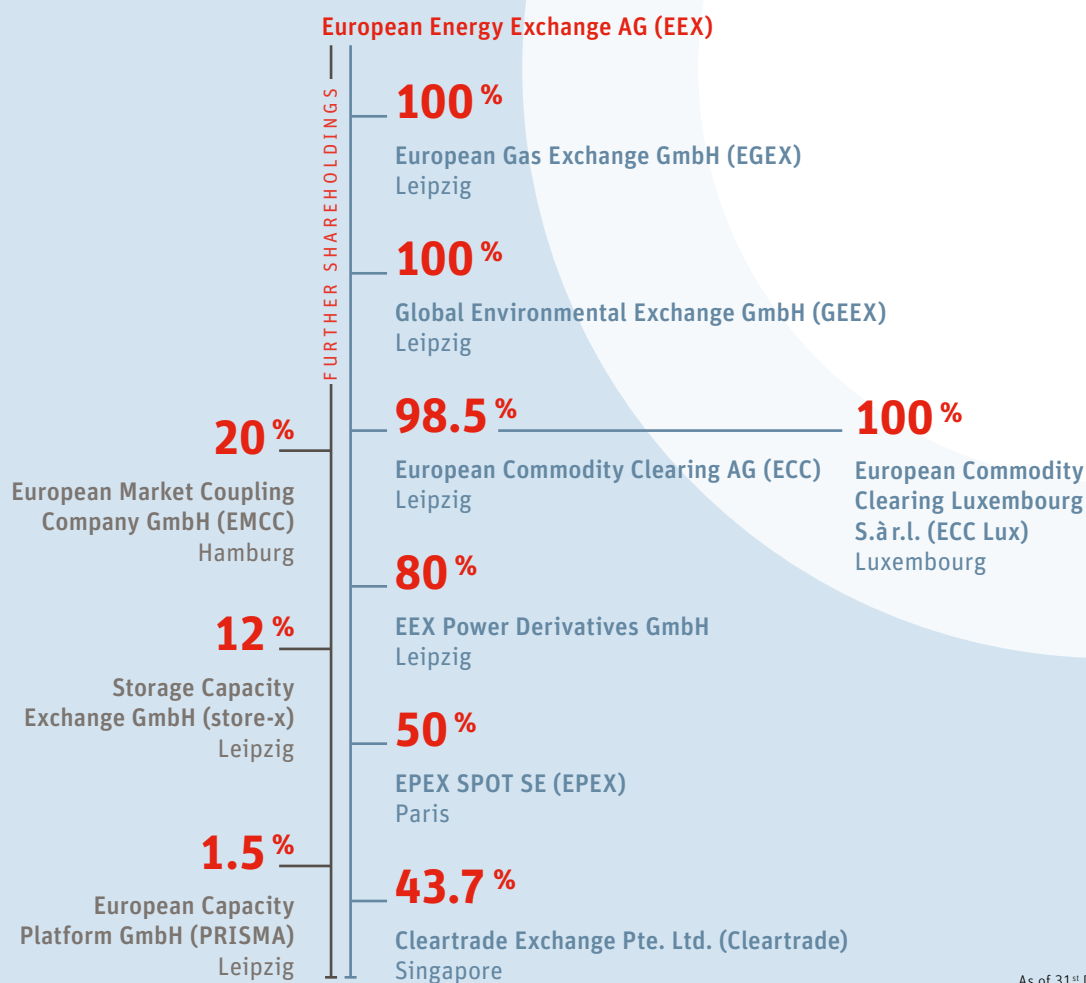 European Energy Exchange AG (EEX)
FURTHER SHAREHOLDINGS
100 %
European Gas Exchange GmbH (EGEX)
Leipzig
100 %
Global Environmental Exchange GmbH (GEEX)
Leipzig
98.5 %
European Commodity Clearing AG (ECC)
Leipzig
100 %
European Commodity
Clearing Luxembourg
S.à r.l. (ECC Lux)
Luxembourg
80 %
EEX Power Derivatives GmbH
Leipzig
50 %
EPEX SPOT SE (EPEX)
Paris
43.7 %
Cleartrade Exchange Pte. Ltd. (Cleartrade)
Singapore
20 %
European Market Coupling
Company GmbH (EMCC)
Hamburg
12 %
Storage Capacity
Exchange GmbH (store-x)
Leipzig
1.5 %
European Capacity
Platform GmbH (PRISMA)
Leipzig
As of 31st